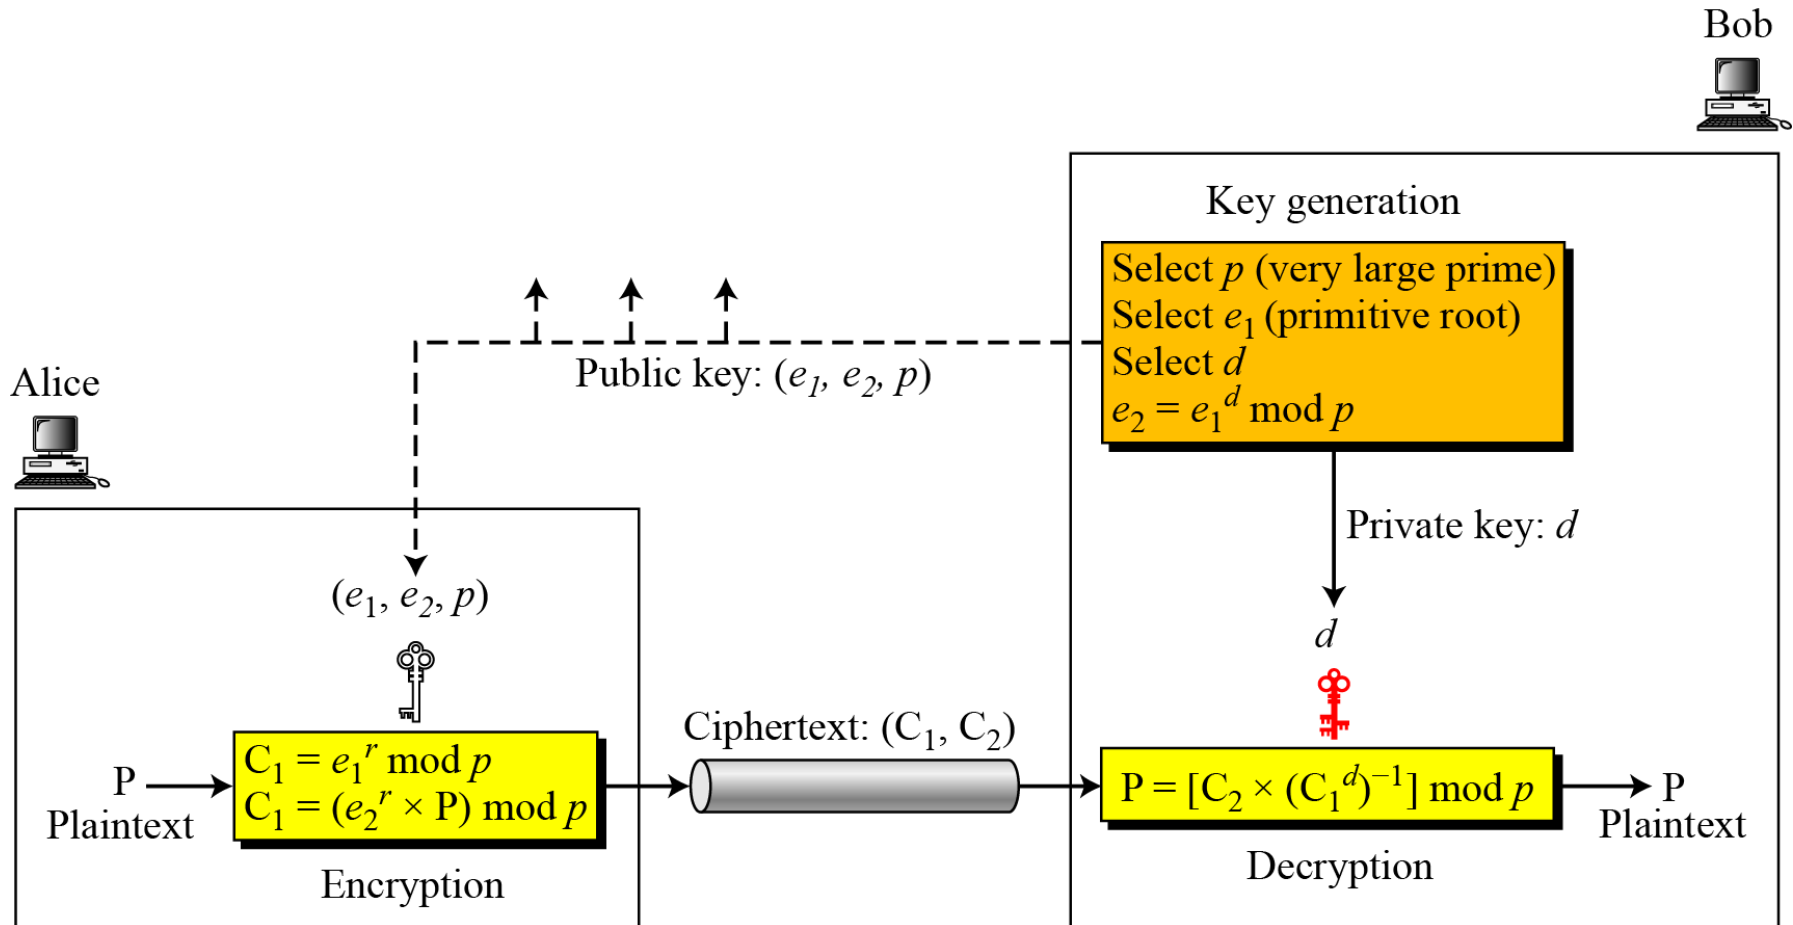 Bob
Key generation
Select p (very large prime)
Select e₁ (primitive root)
Select d
e₂ = e₁ᵈ mod p
Public key: (e₁, e₂, p)
Alice
Private key: d
(e₁, e₂, p)
d
Ciphertext: (C₁, C₂)
P
Plaintext
C₁ = e₁ʳ mod p
C₁ = (e₂ʳ × P) mod p
Encryption
P = [C₂ × (C₁ᵈ)⁻¹] mod p
Decryption
P
Plaintext